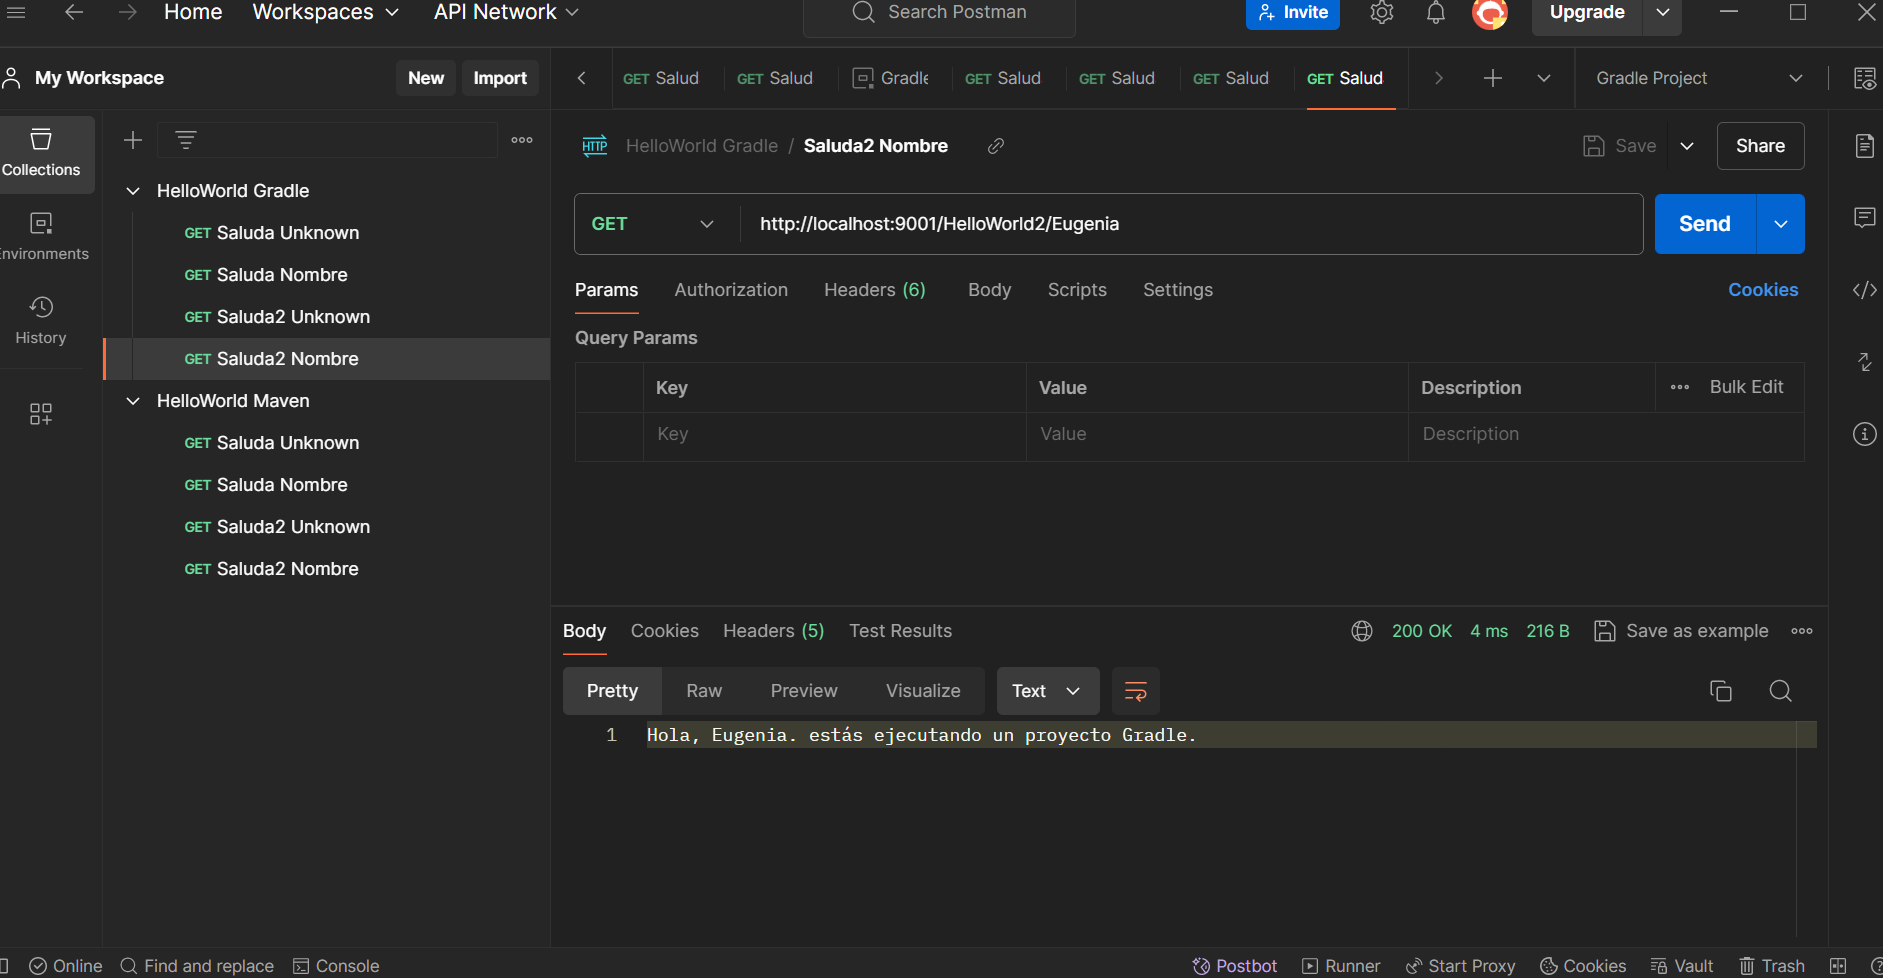 Home Workspaces API Network Search Postman Invite Upgrade
My Workspace New Import GET Salud GET Salud Gradle GET Salud GET Salud GET Salud GET Salud Gradle Project
Collections
Environments
History
HelloWorld Gradle
GET Saluda Unknown
GET Saluda Nombre
GET Saluda2 Unknown
GET Saluda2 Nombre
HelloWorld Maven
GET Saluda Unknown
GET Saluda Nombre
GET Saluda2 Unknown
GET Saluda2 Nombre
HTTP HelloWorld Gradle / Saluda2 Nombre Save Share
GET http://localhost:9001/HelloWorld2/Eugenia Send
Params Authorization Headers (6) Body Scripts Settings Cookies
Query Params
Key Value Description Bulk Edit
Key Value Description
Body Cookies Headers (5) Test Results 200 OK 4 ms 216 B Save as example
Pretty Raw Preview Visualize Text
1 Hola, Eugenia. estás ejecutando un proyecto Gradle.
Online Find and replace Console Postbot Runner Start Proxy Cookies Vault Trash